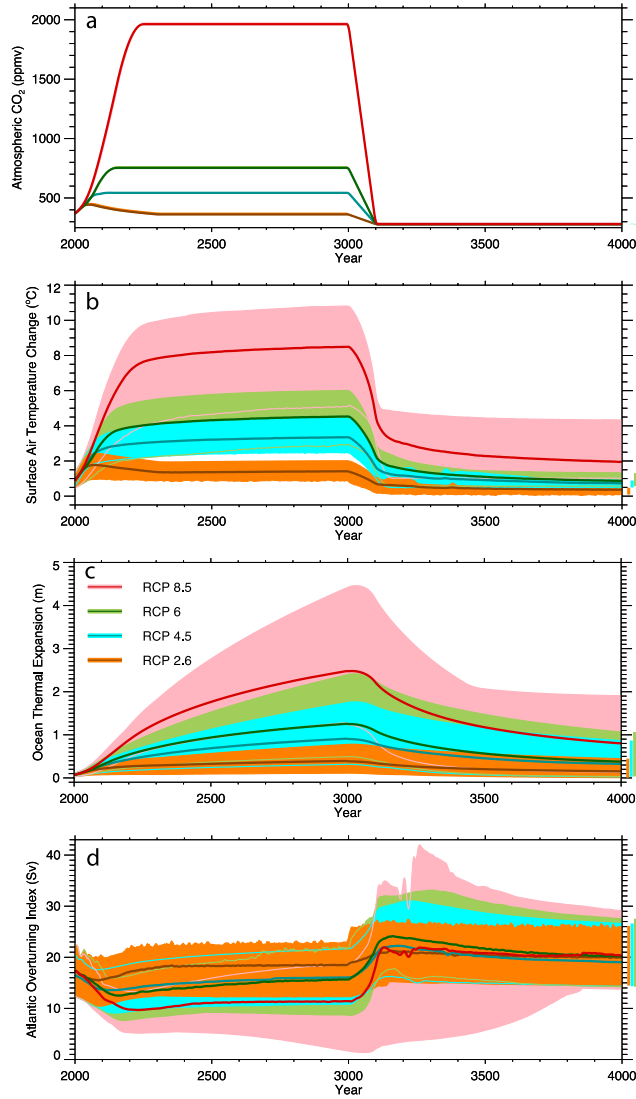 a
Atmospheric CO2 (ppmv)
2000
1500
1000
500
2000 2500 3000 3500 4000
Year
b
Surface Air Temperature Change (°C)
12
10
8
6
4
2
0
2000 2500 3000 3500 4000
Year
c
Ocean Thermal Expansion (m)
5
4
3
2
1
0
RCP 8.5
RCP 6
RCP 4.5
RCP 2.6
2000 2500 3000 3500 4000
Year
d
Atlantic Overturning Index (Sv)
40
30
20
10
0
2000 2500 3000 3500 4000
Year